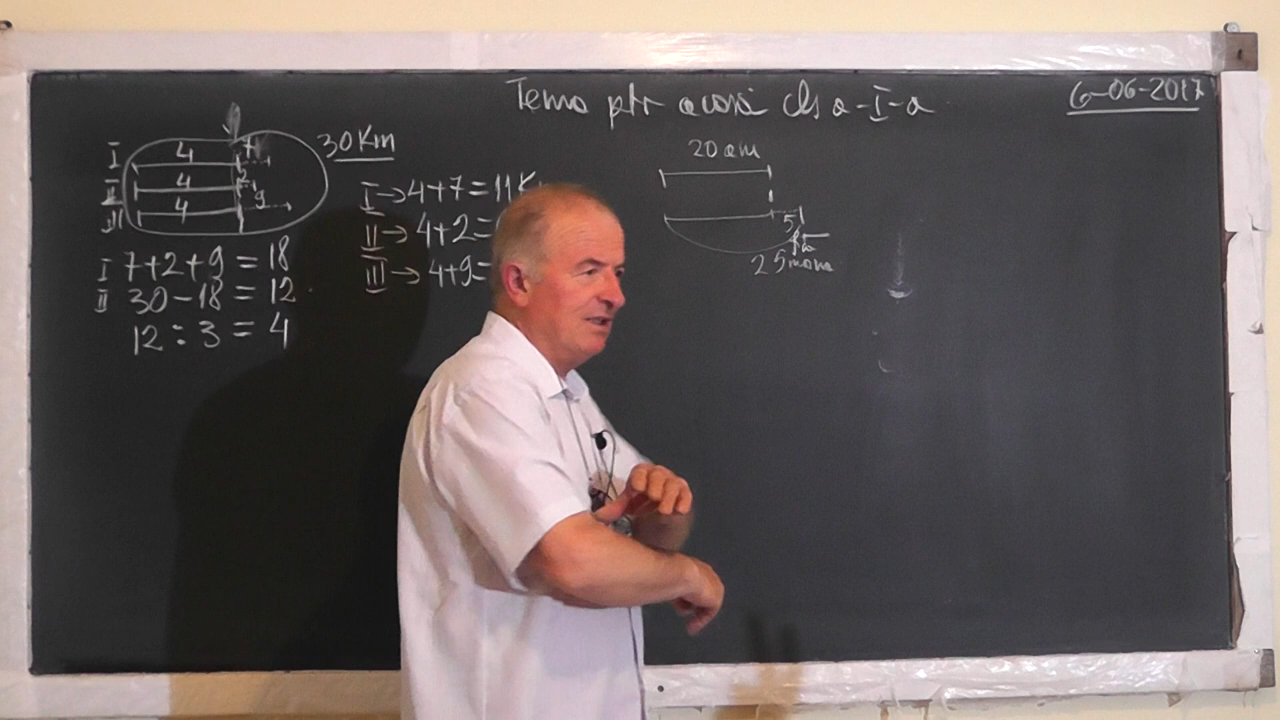 Tema ptr acasă cls a-I-a
6-06-2017
30 Km
I 4 7
II 4 2
III 4 9
I 7+2+9 = 18
II 30-18 = 12
12 : 3 = 4
I → 4+7 = 11 K
II → 4+2 =
III → 4+9 =
20 am
5
25